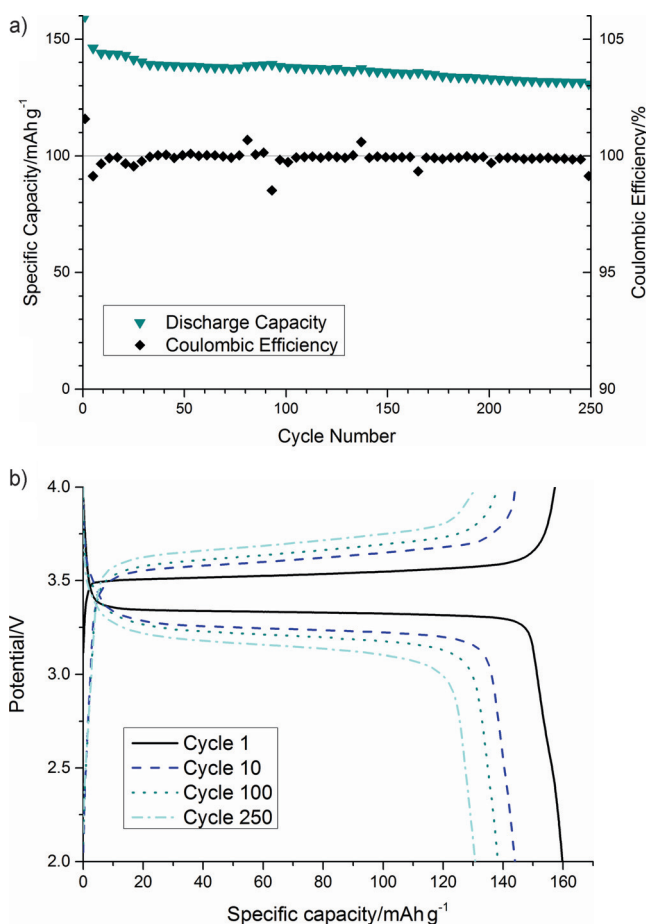 a)
150
100
50
0
Specific Capacity/mAh g-1
105
100
95
90
Coulombic Efficiency/%
Discharge Capacity
Coulombic Efficiency
0 50 100 150 200 250
Cycle Number
b)
4.0
3.5
3.0
2.5
2.0
Potential/V
Cycle 1
Cycle 10
Cycle 100
Cycle 250
0 20 40 60 80 100 120 140 160
Specific capacity/mAh g-1